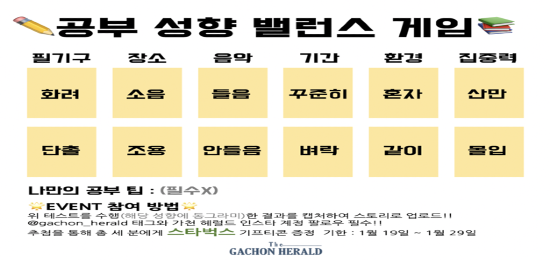 공부 성향 밸런스 게임
필기구 장소 음악 기간 환경 집중력
화려 소음 들음 꾸준히 혼자 산만
단출 조용 안들음 벼락 같이 몰입
나만의 공부 팁 : (필수X)
EVENT 참여 방법
위 테스트를 수행(해당 성향에 동그라미)한 결과를 캡처하여 스토리로 업로드!!
@gachon_herald 태그와 가천 헤럴드 인스타 계정 팔로우 필수!!
추첨을 통해 총 세 분에게 스타벅스 기프티콘 증정 기한 : 1월 19일 ~ 1월 29일
The
GACHON HERALD